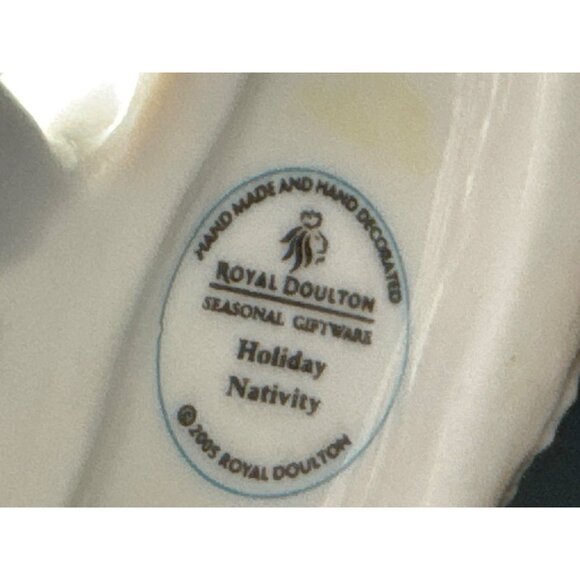 HAND MADE AND HAND DECORATED
ROYAL DOULTON
SEASONAL GIFTWARE
Holiday
Nativity
© 2005 ROYAL DOULTON